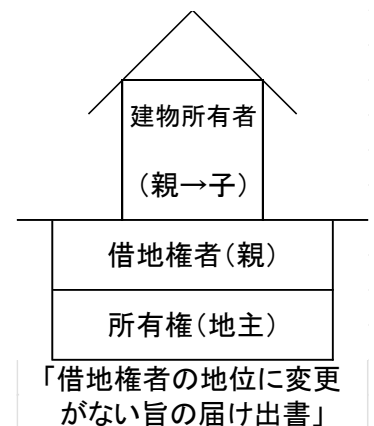 建物所有者
（親→子）
借地権者（親）
所有権（地主）
「借地権者の地位に変更
がない旨の届け出書」